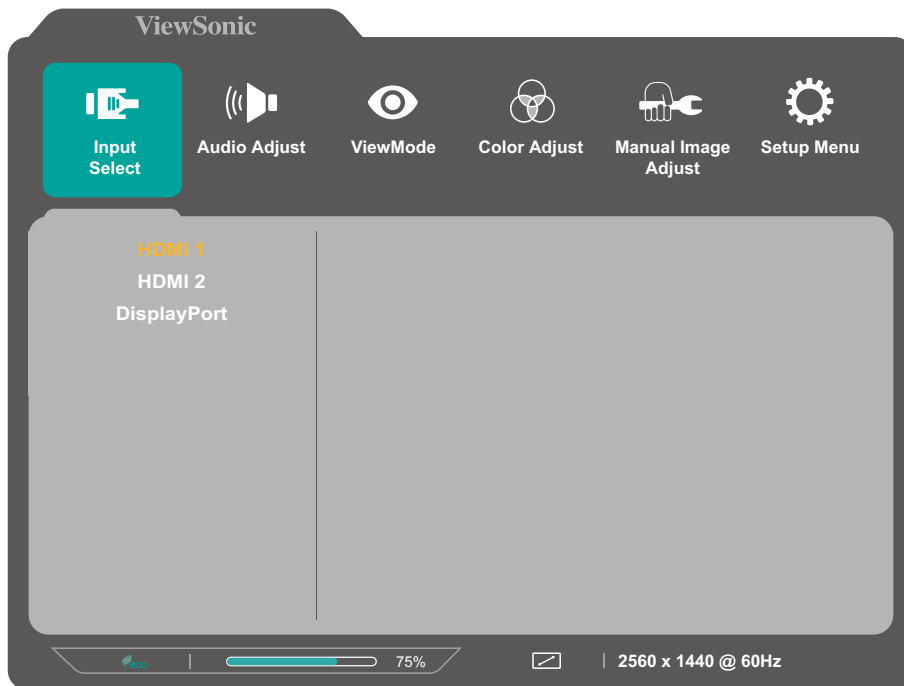 ViewSonic
Input
Select
Audio Adjust
ViewMode
Color Adjust
Manual Image
Adjust
Setup Menu
HDMI 1
HDMI 2
DisplayPort
eco
75%
2560 x 1440 @ 60Hz